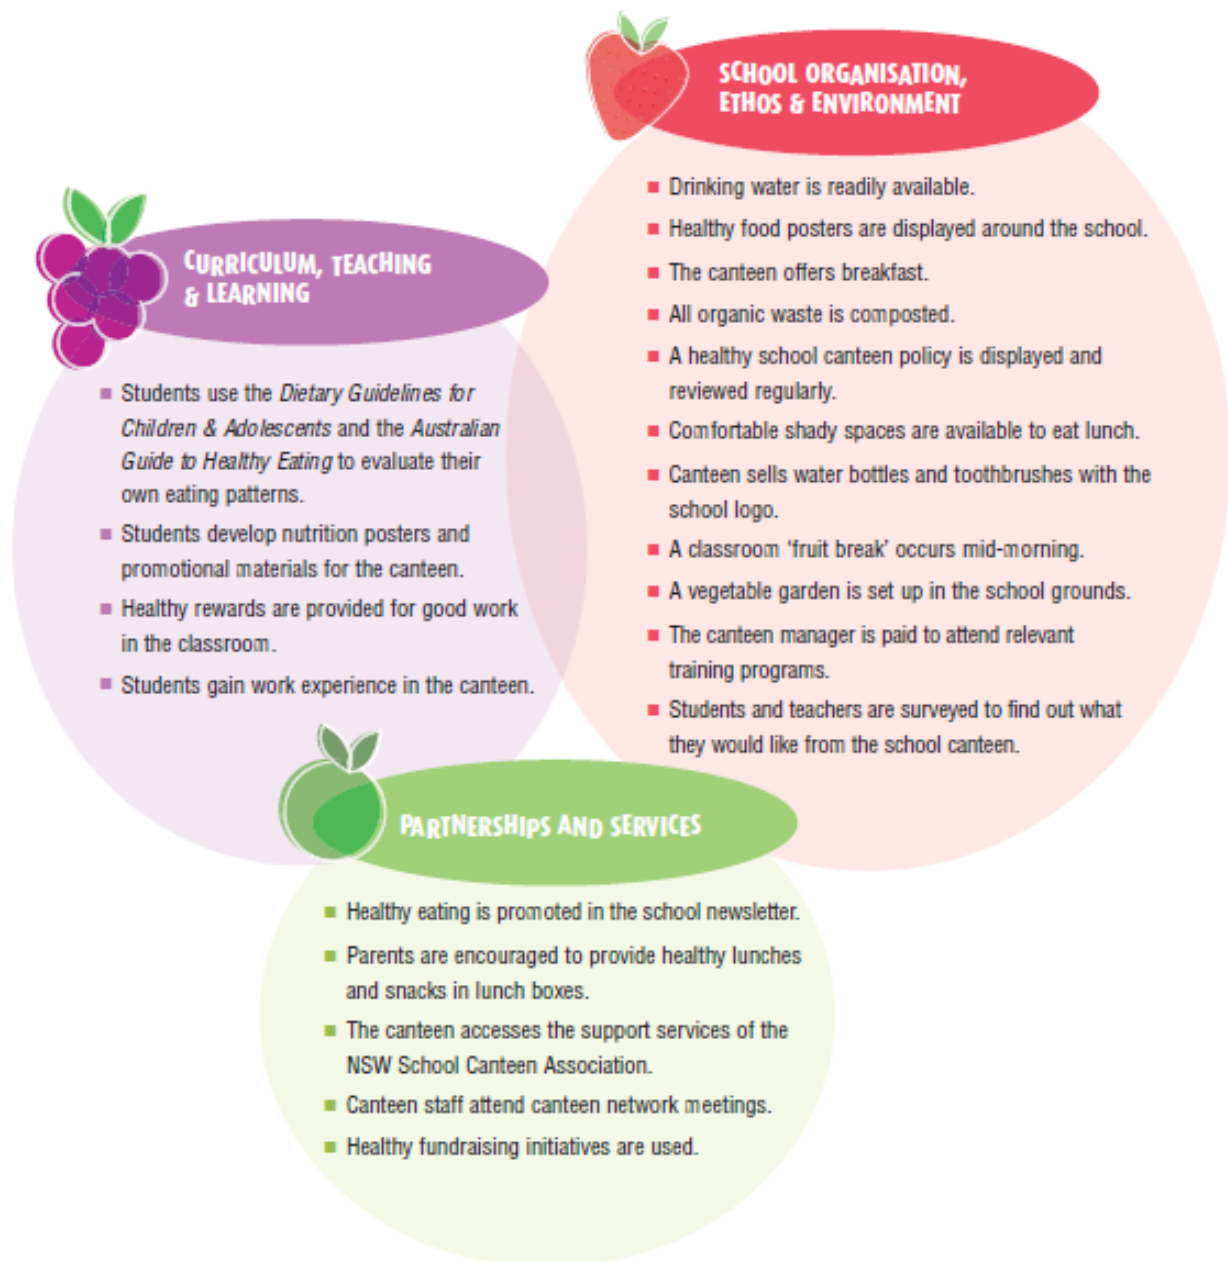 SCHOOL ORGANISATION,
ETHOS & ENVIRONMENT
Drinking water is readily available.
Healthy food posters are displayed around the school.
The canteen offers breakfast.
All organic waste is composted.
A healthy school canteen policy is displayed and
reviewed regularly.
Comfortable shady spaces are available to eat lunch.
Canteen sells water bottles and toothbrushes with the
school logo.
A classroom ‘fruit break’ occurs mid-morning.
A vegetable garden is set up in the school grounds.
The canteen manager is paid to attend relevant
training programs.
Students and teachers are surveyed to find out what
they would like from the school canteen.
CURRICULUM, TEACHING
& LEARNING
Students use the Dietary Guidelines for
Children & Adolescents and the Australian
Guide to Healthy Eating to evaluate their
own eating patterns.
Students develop nutrition posters and
promotional materials for the canteen.
Healthy rewards are provided for good work
in the classroom.
Students gain work experience in the canteen.
PARTNERSHIPS AND SERVICES
Healthy eating is promoted in the school newsletter.
Parents are encouraged to provide healthy lunches
and snacks in lunch boxes.
The canteen accesses the support services of the
NSW School Canteen Association.
Canteen staff attend canteen network meetings.
Healthy fundraising initiatives are used.